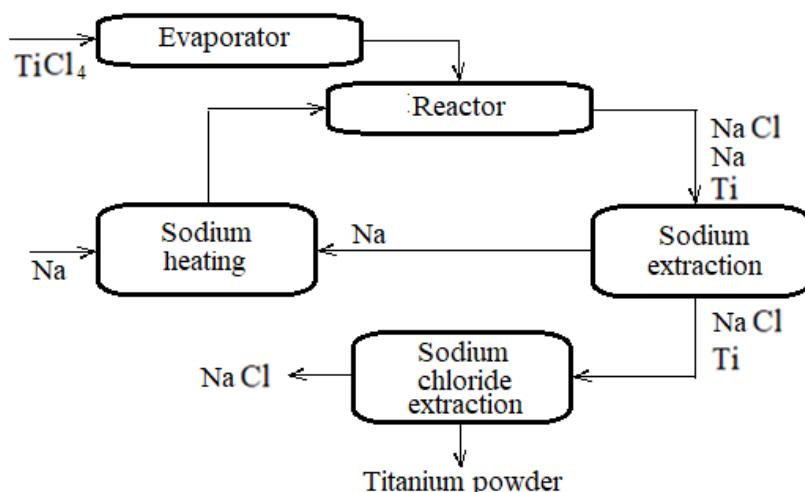 Evaporator
TiCl₄
Reactor
Na Cl
Na
Ti
Sodium
heating
Na
Na
Sodium
extraction
Na Cl
Ti
Sodium
chloride
extraction
Na Cl
Titanium powder